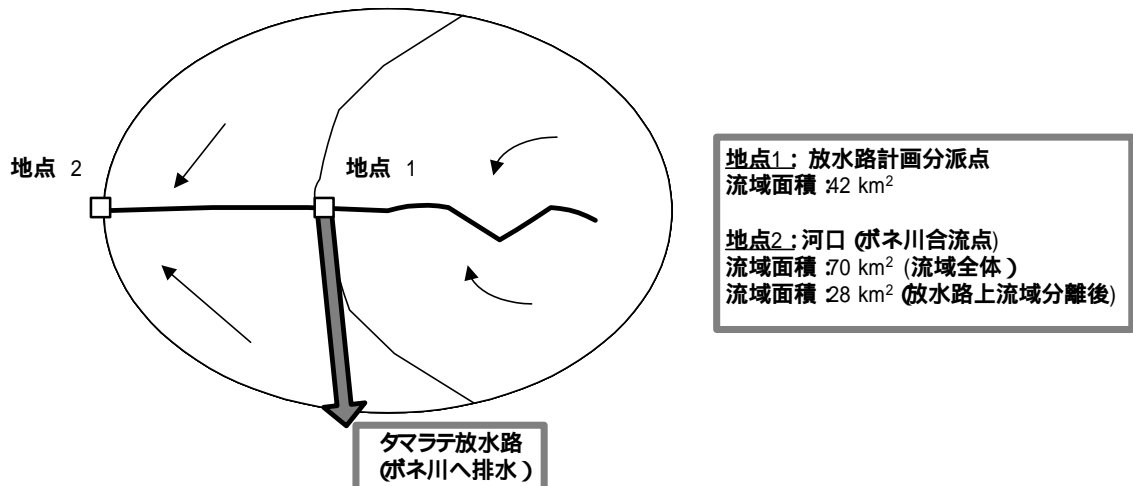 地点 2
地点 1
地点1 : 放水路計画分派点
流域面積 :42 km²
地点2 : 河口 (ボネ川合流点)
流域面積 :70 km² (流域全体)
流域面積 :28 km² (放水路上流域分離後)
タマラテ放水路
(ボネ川へ排水)